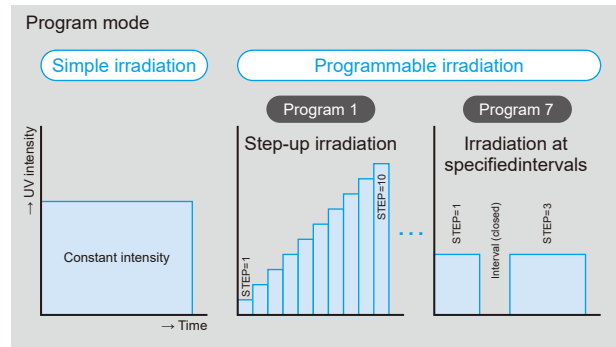 Program mode
Simple irradiation
Programmable irradiation
Program 1
Program 7
Step-up irradiation
Irradiation at
specifiedintervals
→ UV intensity
Constant intensity
→ Time
STEP=1
STEP=10
...
STEP=1
Interval (closed)
STEP=3